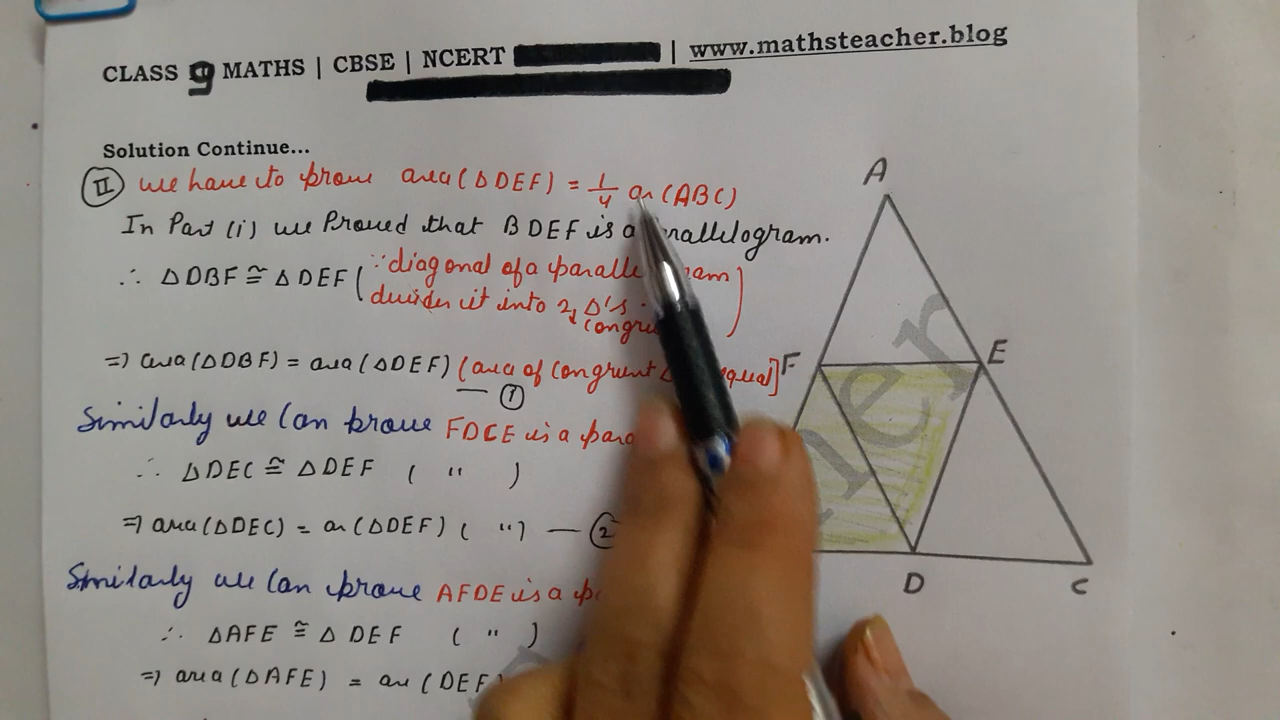 CLASS 9 MATHS | CBSE | NCERT | www.mathsteacher.blog
Solution Continue...
II we have to prove area(ΔDEF) = 1/4 ar(ABC)
In Part (i) we Proved that BDEF is a parallelogram.
∴ ΔDBF ≅ ΔDEF (∵ diagonal of a
divides it into 2 Δ's
=) area(ΔDBF) = area(ΔDEF) (area of congruent equal]
— 1
Similarly we Can prove FDCE is a
∴ ΔDEC ≅ ΔDEF ( " )
=) area(ΔDEC) = ar(ΔDEF) ( " ) — 2
Similarly we Can prove AFDE is a
∴ ΔAFE ≅ ΔDEF ( " )
=) area(ΔAFE) = ar(DEF
A
F
E
D
C